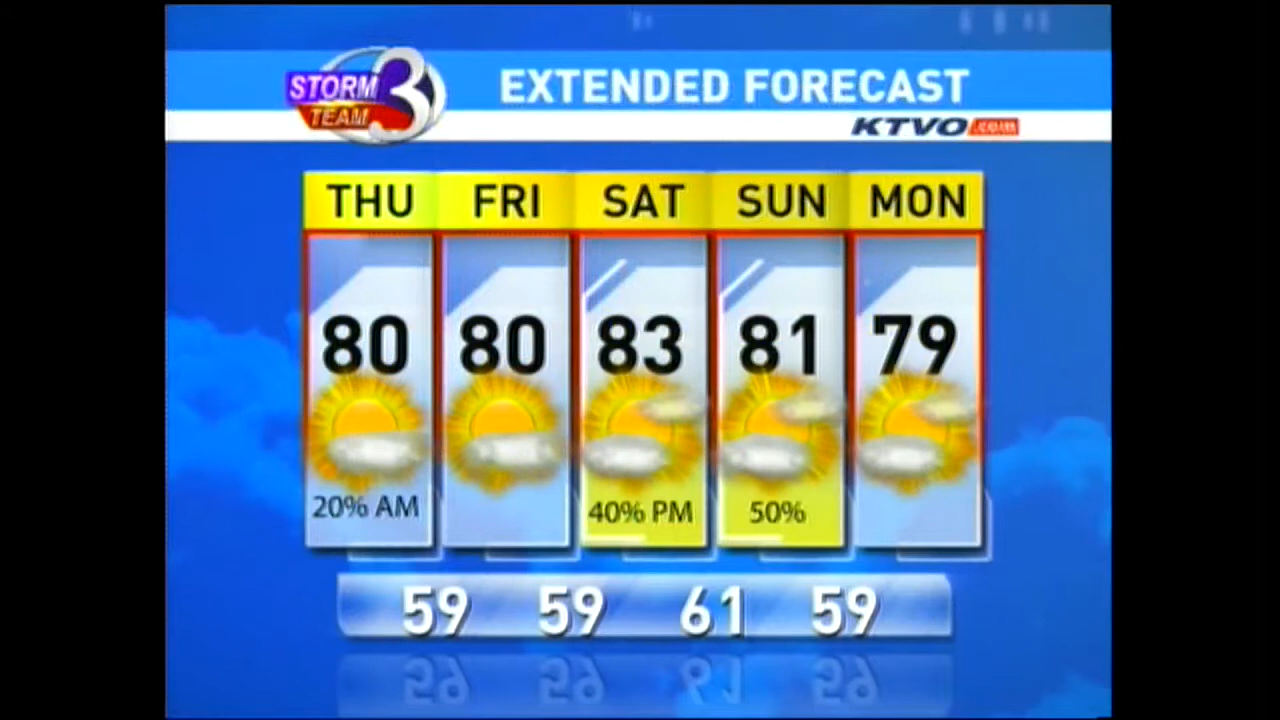 STORM
TEAM
3
EXTENDED FORECAST
KTVO.com
THU FRI SAT SUN MON
80 80 83 81 79
20% AM 40% PM 50%
59 59 61 59